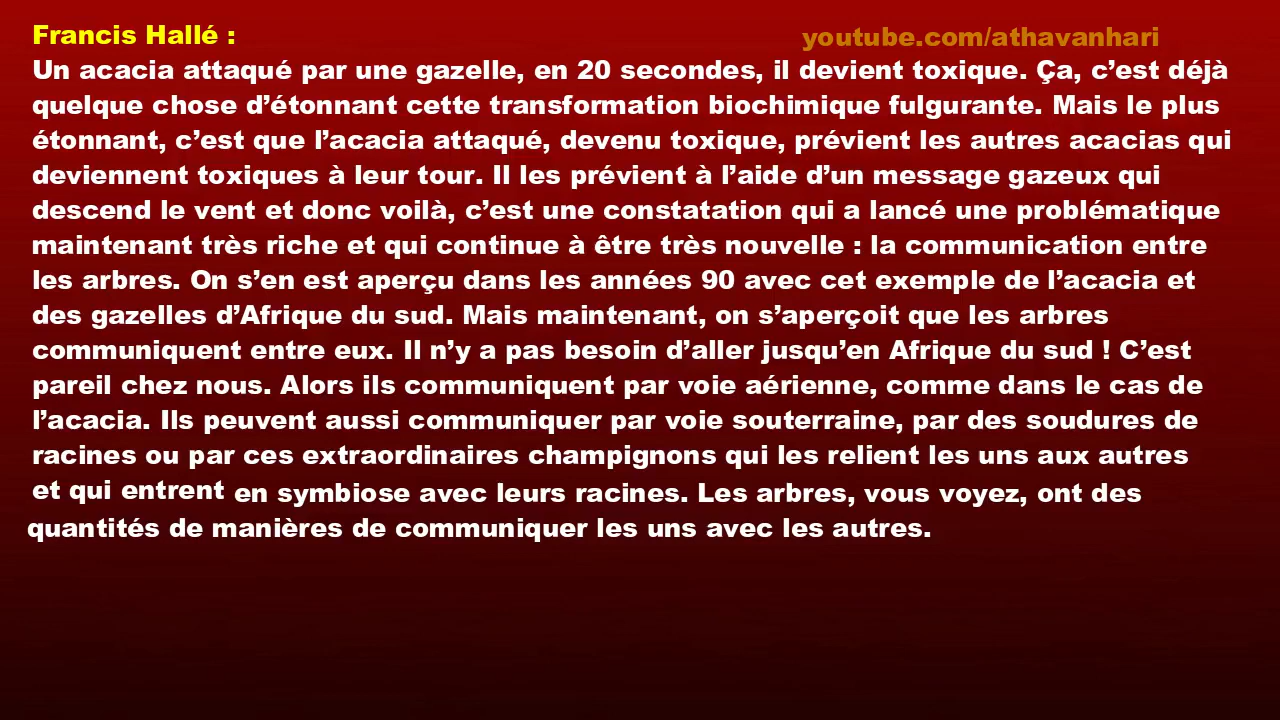 Francis Hallé :
youtube.com/athavanhari
Un acacia attaqué par une gazelle, en 20 secondes, il devient toxique. Ça, c’est déjà
quelque chose d’étonnant cette transformation biochimique fulgurante. Mais le plus
étonnant, c’est que l’acacia attaqué, devenu toxique, prévient les autres acacias qui
deviennent toxiques à leur tour. Il les prévient à l’aide d’un message gazeux qui
descend le vent et donc voilà, c’est une constatation qui a lancé une problématique
maintenant très riche et qui continue à être très nouvelle : la communication entre
les arbres. On s’en est aperçu dans les années 90 avec cet exemple de l’acacia et
des gazelles d’Afrique du sud. Mais maintenant, on s’aperçoit que les arbres
communiquent entre eux. Il n’y a pas besoin d’aller jusqu’en Afrique du sud ! C’est
pareil chez nous. Alors ils communiquent par voie aérienne, comme dans le cas de
l’acacia. Ils peuvent aussi communiquer par voie souterraine, par des soudures de
racines ou par ces extraordinaires champignons qui les relient les uns aux autres
et qui entrent en symbiose avec leurs racines. Les arbres, vous voyez, ont des
quantités de manières de communiquer les uns avec les autres.